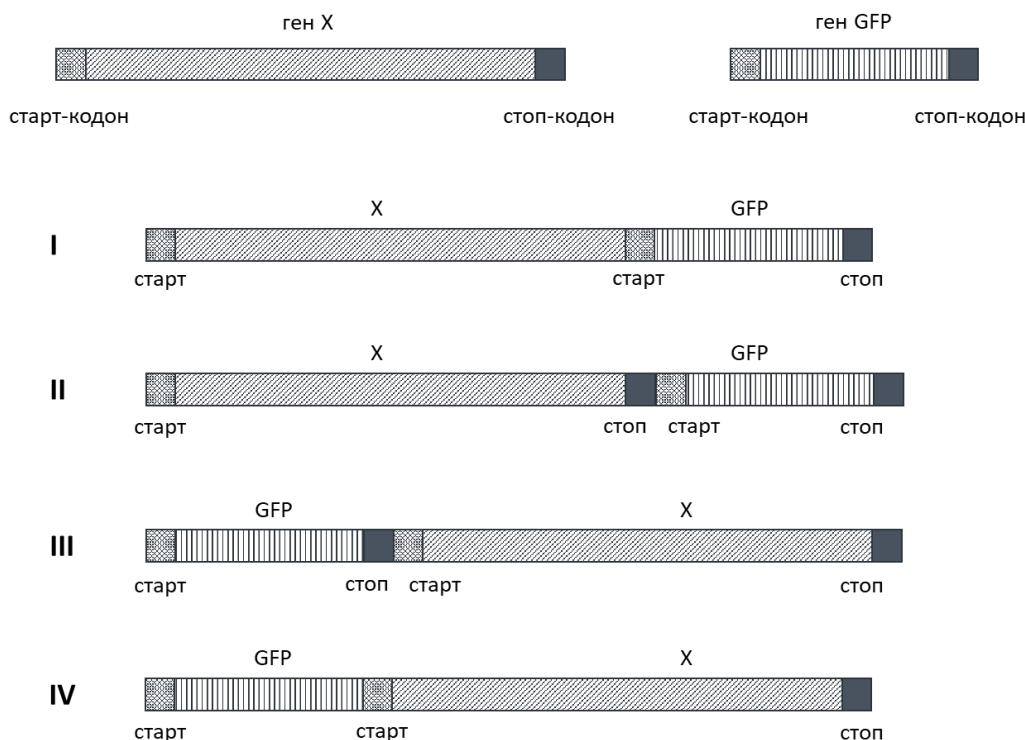 ген X ген GFP
старт-кодон стоп-кодон старт-кодон стоп-кодон
X GFP
I
старт старт стоп
X GFP
II
старт стоп старт стоп
GFP X
III
старт стоп старт стоп
GFP X
IV
старт старт стоп